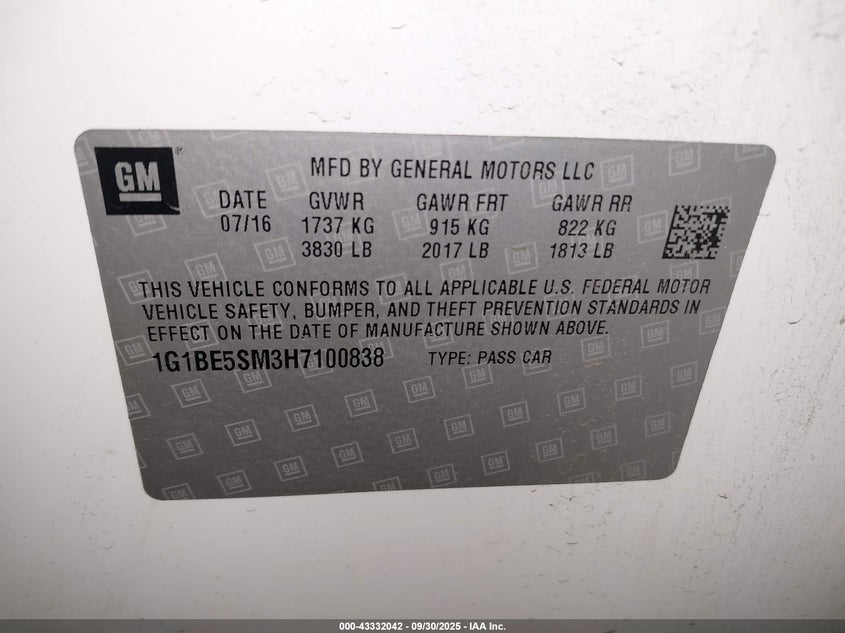 GM
MFD BY GENERAL MOTORS LLC
DATE GVWR GAWR FRT GAWR RR
07/16 1737 KG 915 KG 822 KG
3830 LB 2017 LB 1813 LB
THIS VEHICLE CONFORMS TO ALL APPLICABLE U.S. FEDERAL MOTOR
VEHICLE SAFETY, BUMPER, AND THEFT PREVENTION STANDARDS IN
EFFECT ON THE DATE OF MANUFACTURE SHOWN ABOVE.
1G1BE5SM3H7100838 TYPE: PASS CAR
000-43332042 - 09/30/2025 - IAA Inc.